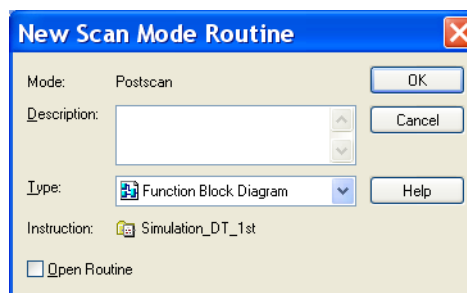 New Scan Mode Routine
Mode: Postscan OK
Description: Cancel
Type: Function Block Diagram Help
Instruction: Simulation_DT_1st
Open Routine